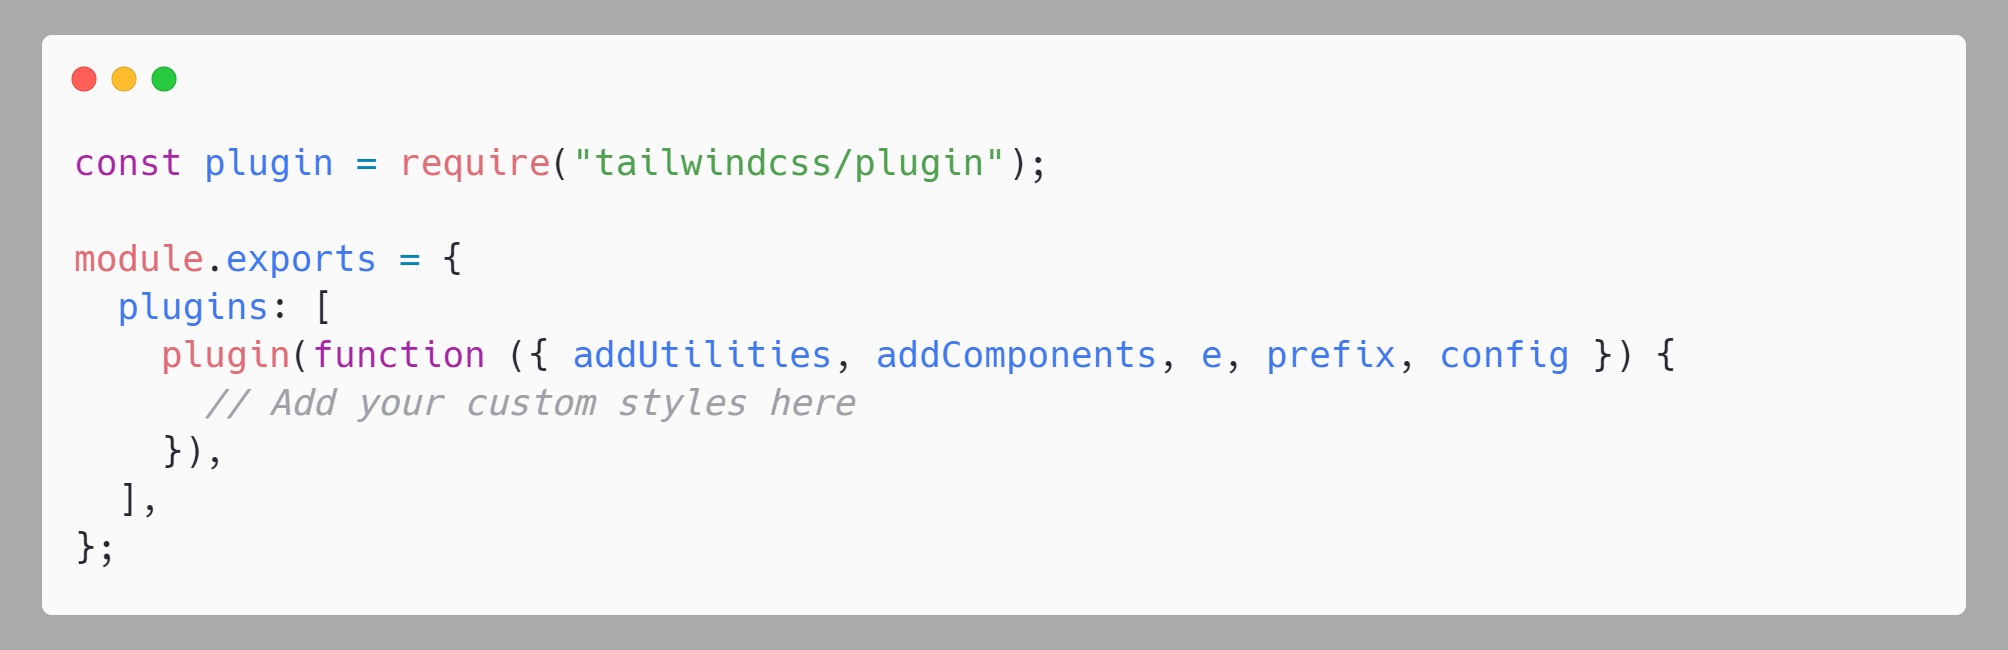 const plugin = require("tailwindcss/plugin");

module.exports = {
  plugins: [
    plugin(function ({ addUtilities, addComponents, e, prefix, config }) {
      // Add your custom styles here
    }),
  ],
};